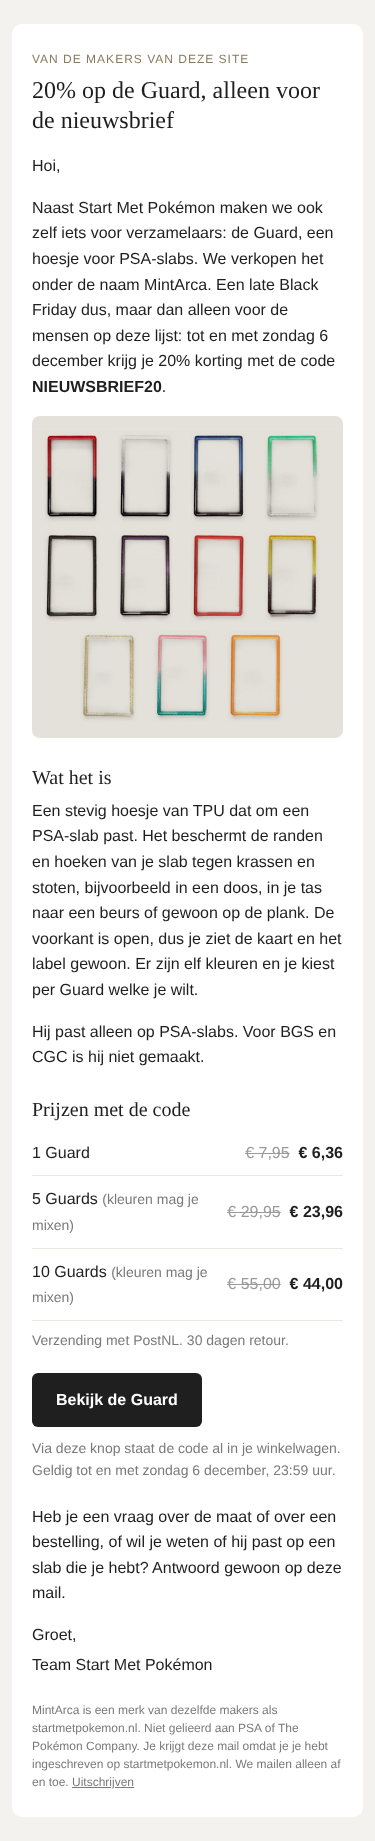 VAN DE MAKERS VAN DEZE SITE
20% op de Guard, alleen voor
de nieuwsbrief
Hoi,
Naast Start Met Pokémon maken we ook
zelf iets voor verzamelaars: de Guard, een
hoesje voor PSA-slabs. We verkopen het
onder de naam MintArca. Een late Black
Friday dus, maar dan alleen voor de
mensen op deze lijst: tot en met zondag 6
december krijg je 20% korting met de code
NIEUWSBRIEF20.
Wat het is
Een stevig hoesje van TPU dat om een
PSA-slab past. Het beschermt de randen
en hoeken van je slab tegen krassen en
stoten, bijvoorbeeld in een doos, in je tas
naar een beurs of gewoon op de plank. De
voorkant is open, dus je ziet de kaart en het
label gewoon. Er zijn elf kleuren en je kiest
per Guard welke je wilt.
Hij past alleen op PSA-slabs. Voor BGS en
CGC is hij niet gemaakt.
Prijzen met de code
1 Guard € 7,95 € 6,36
5 Guards (kleuren mag je
mixen) € 29,95 € 23,96
10 Guards (kleuren mag je
mixen) € 55,00 € 44,00
Verzending met PostNL. 30 dagen retour.
Bekijk de Guard
Via deze knop staat de code al in je winkelwagen.
Geldig tot en met zondag 6 december, 23:59 uur.
Heb je een vraag over de maat of over een
bestelling, of wil je weten of hij past op een
slab die je hebt? Antwoord gewoon op deze
mail.
Groet,
Team Start Met Pokémon
MintArca is een merk van dezelfde makers als
startmetpokemon.nl. Niet gelieerd aan PSA of The
Pokémon Company. Je krijgt deze mail omdat je je hebt
ingeschreven op startmetpokemon.nl. We mailen alleen af
en toe. Uitschrijven